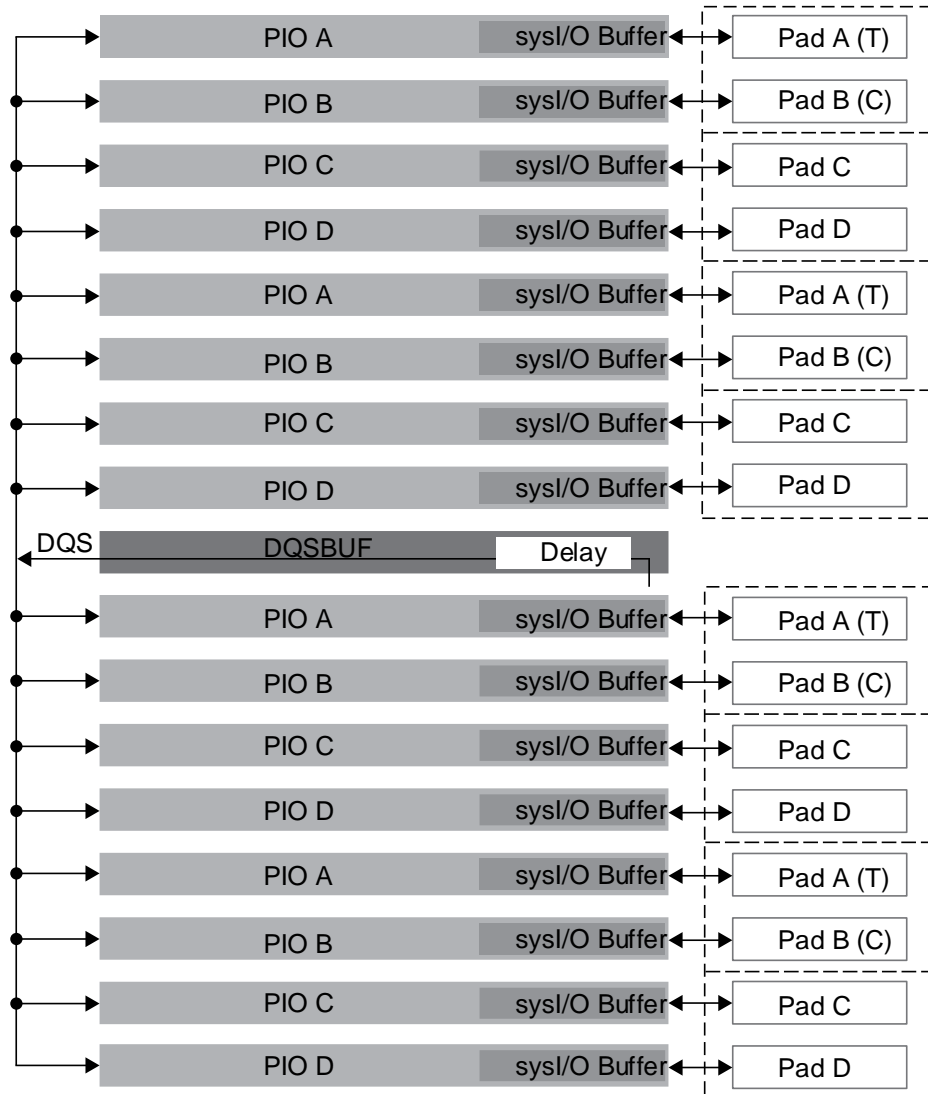 PIO A sysI/O Buffer Pad A (T)
PIO B sysI/O Buffer Pad B (C)
PIO C sysI/O Buffer Pad C
PIO D sysI/O Buffer Pad D
PIO A sysI/O Buffer Pad A (T)
PIO B sysI/O Buffer Pad B (C)
PIO C sysI/O Buffer Pad C
PIO D sysI/O Buffer Pad D
DQS DQSBUF Delay
PIO A sysI/O Buffer Pad A (T)
PIO B sysI/O Buffer Pad B (C)
PIO C sysI/O Buffer Pad C
PIO D sysI/O Buffer Pad D
PIO A sysI/O Buffer Pad A (T)
PIO B sysI/O Buffer Pad B (C)
PIO C sysI/O Buffer Pad C
PIO D sysI/O Buffer Pad D